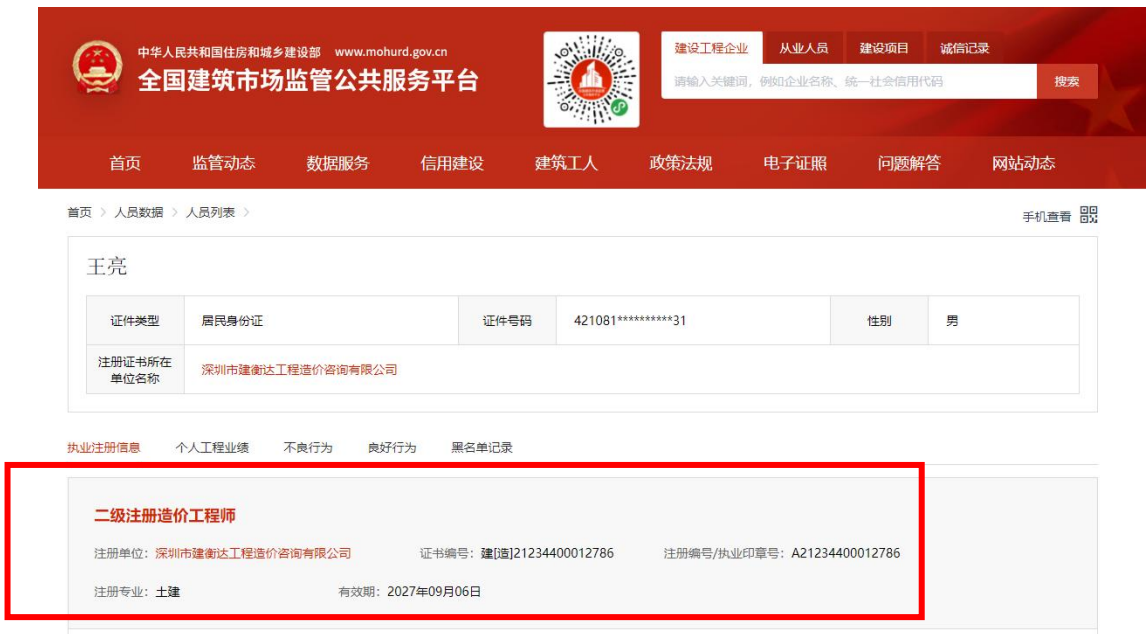 中华人民共和国住房和城乡建设部 www.mohurd.gov.cn
全国建筑市场监管公共服务平台
建设工程企业 从业人员 建设项目 诚信记录
请输入关键词，例如企业名称、统一社会信用代码 搜索
首页 监管动态 数据服务 信用建设 建筑工人 政策法规 电子证照 问题解答 网站动态
首页 > 人员数据 > 人员列表 >
手机查看
王亮
证件类型 居民身份证 证件号码 421081**********31 性别 男
注册证书所在
单位名称
深圳市建衡达工程造价咨询有限公司
执业注册信息 个人工程业绩 不良行为 良好行为 黑名单记录
二级注册造价工程师
注册单位：深圳市建衡达工程造价咨询有限公司 证书编号：建[造]21234400012786 注册编号/执业印章号：A21234400012786
注册专业：土建 有效期：2027年09月06日